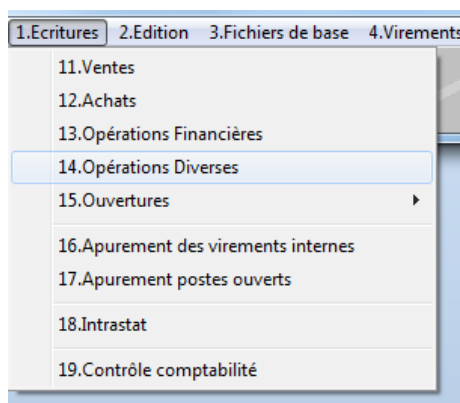 1.Ecritures 2.Edition 3.Fichiers de base 4.Virements
11.Ventes
12.Achats
13.Opérations Financières
14.Opérations Diverses
15.Ouvertures
16.Apurement des virements internes
17.Apurement postes ouverts
18.Intrastat
19.Contrôle comptabilité